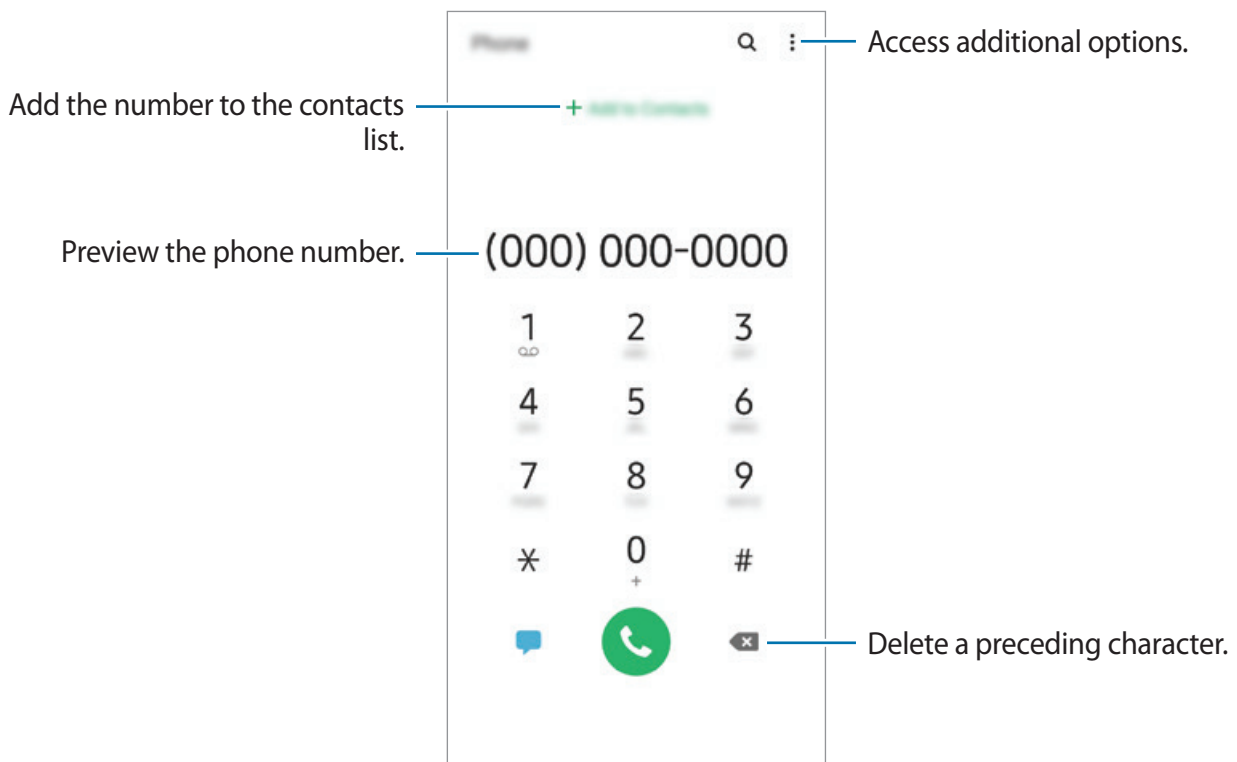 Access additional options.
+
Add the number to the contacts
list.
Preview the phone number.
(000) 000-0000
1 2 3
4 5 6
7 8 9
* 0 #
+
Delete a preceding character.